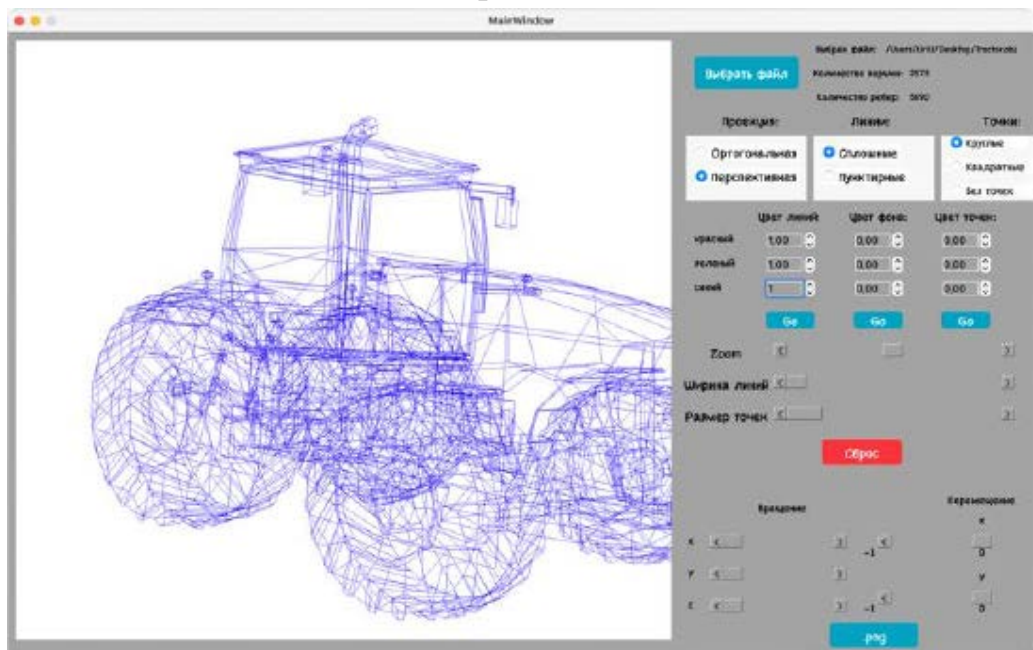 MainWindow
Выбрать файл
Выбран файл:
Количество вершин:
Количество ребер:
Проекция: Линии: Точки:
Ортогональная
Перспективная
Сплошные
Пунктирные
Круглые
Квадратные
Без точек
Цвет линий: Цвет фона: Цвет точек:
красный 1,00 0,00 0,00
зеленый 1,00 0,00 0,00
синий 1 0,00 0,00
Go Go Go
Zoom
Ширина линий
Размер точек
Сброс
Вращение Перемещение
x
x -1 0
y y
z -1 0
.png